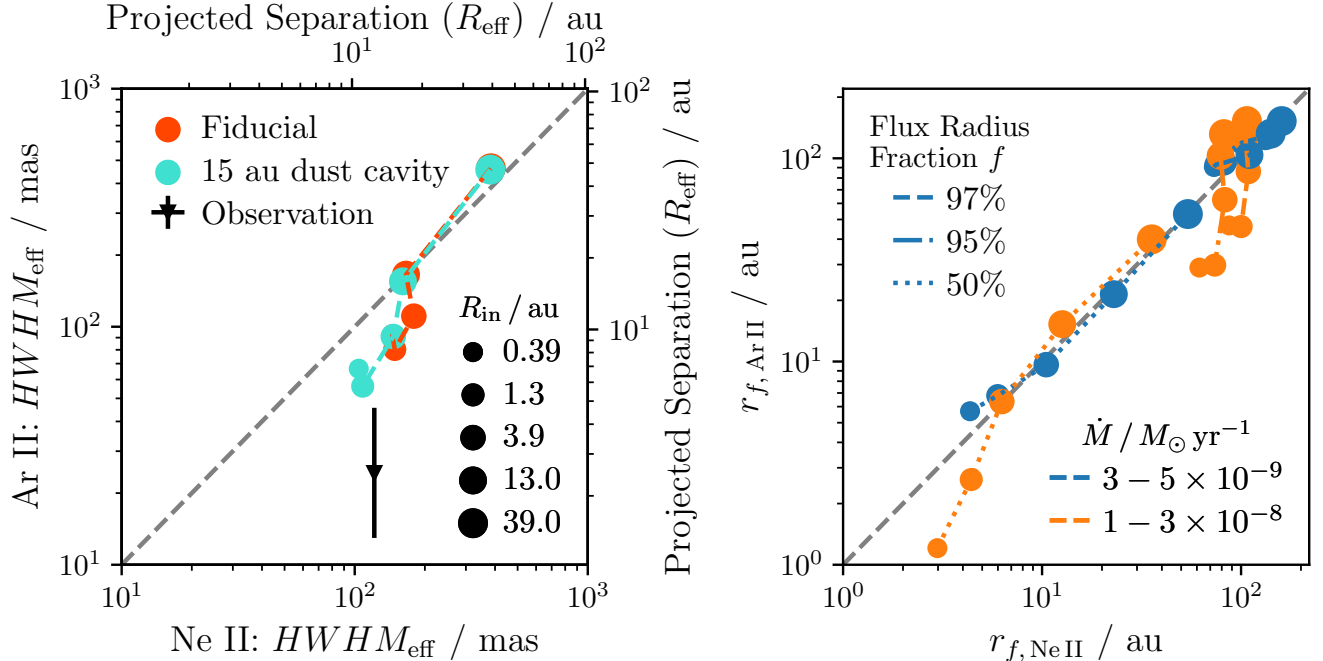 Projected Separation (R_eff) / au
10^1
10^2
10^3
10^2
10^1
Ar II: HWHM_eff / mas
Fiducial
15 au dust cavity
Observation
R_in / au
0.39
1.3
3.9
13.0
39.0
10^2
10^1
Projected Separation (R_eff) / au
10^1
10^2
10^3
Ne II: HWHM_eff / mas
10^2
10^1
10^0
r_f, Ar II / au
Flux Radius
Fraction f
97%
95%
50%
Ṁ / M_⊙ yr^−1
3 − 5 × 10^−9
1 − 3 × 10^−8
10^0
10^1
10^2
r_f, Ne II / au